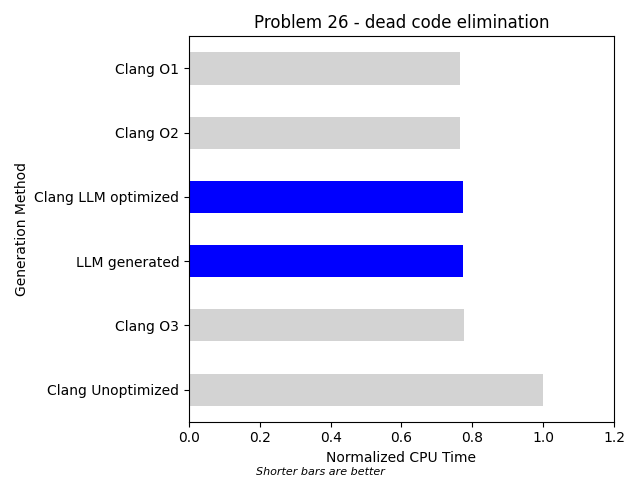 Problem 26 - dead code elimination
Generation Method
Clang O1
Clang O2
Clang LLM optimized
LLM generated
Clang O3
Clang Unoptimized
0.0 0.2 0.4 0.6 0.8 1.0 1.2
Normalized CPU Time
Shorter bars are better